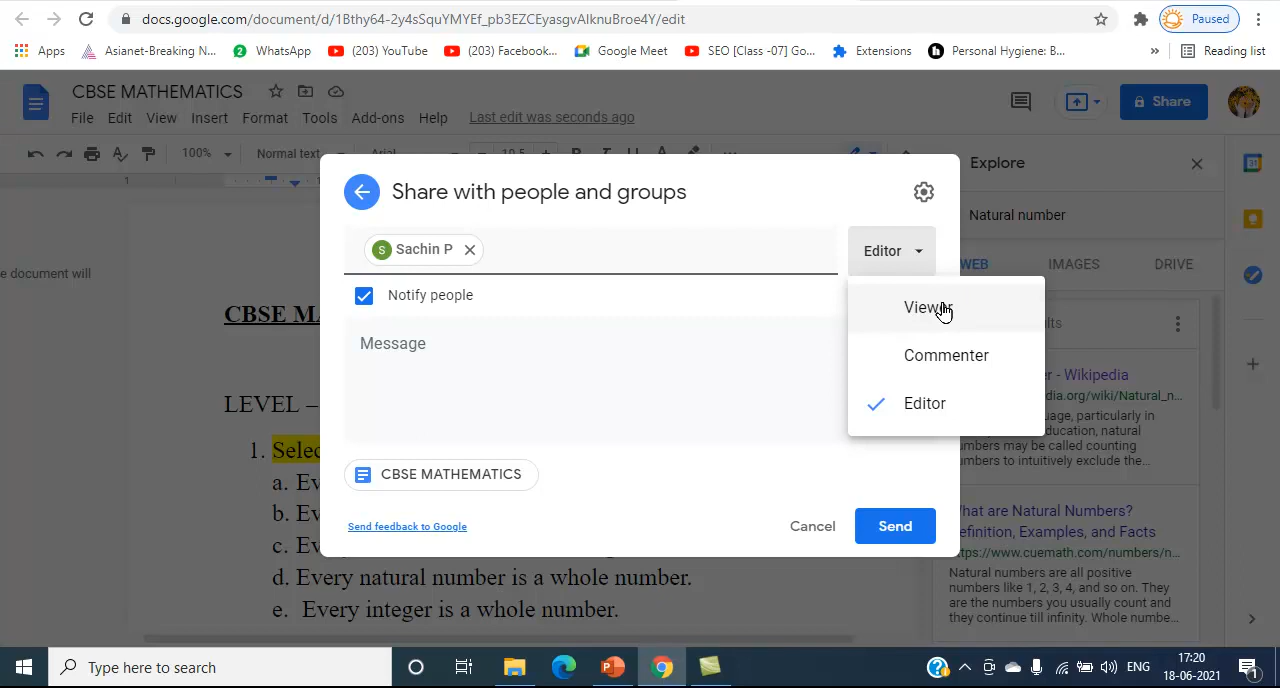 docs.google.com/document/d/1Bthy64-2y4sSquYMYEf_pb3EZCEyasgvAlknuBroe4Y/edit
Paused
Apps
Asianet-Breaking N...
WhatsApp
(203) YouTube
(203) Facebook...
Google Meet
SEO [Class -07] Go...
Extensions
Personal Hygiene: B...
»
Reading list
CBSE MATHEMATICS
File Edit View Insert Format Tools Add-ons Help Last edit was seconds ago
Share
100% Normal text
Explore
Share with people and groups
Natural number
S Sachin P
Editor
WEB IMAGES DRIVE
e document will
Notify people
Viewer
CBSE MA
Message
Commenter
er - Wikipedia
dia.org/wiki/Natural_n...
LEVEL –
Editor
uage, particularly in
ducation, natural
umbers may be called counting
umbers to intuitively exclude the...
1. Selec
a. Ev
CBSE MATHEMATICS
b. Ev
What are Natural Numbers?
Definition, Examples, and Facts
Send feedback to Google
Cancel
Send
c. Ev
https://www.cuemath.com/numbers/n...
d. Every natural number is a whole number.
Natural numbers are all positive
numbers like 1, 2, 3, 4, and so on. They
are the numbers you usually count and
they continue till infinity. Whole numbe...
e. Every integer is a whole number.
Type here to search
ENG
17:20
18-06-2021
1